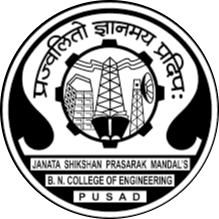 प्रज्वलितो ज्ञानमय प्रदिपः
JANATA SHIKSHAN PRASARAK MANDAL'S
B. N. COLLEGE OF ENGINEERING
PUSAD